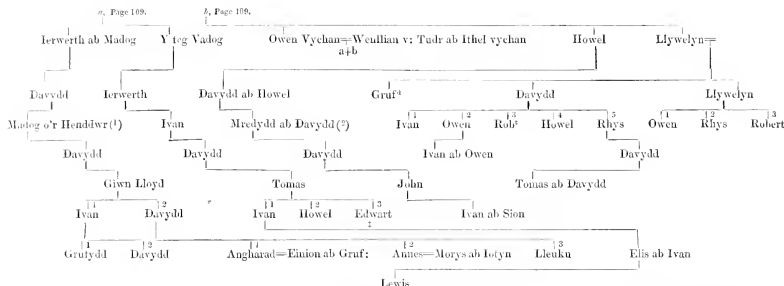 a, Page 109. b, Page 199.
Ierwerth ab Madog Y teg Vadog Owen Vychan=Weullian v: Tudr ab Ithel vychan Howel Llywelyn=
a+b
Davydd Ierwerth Davydd ab Howel Grufd Davydd Llywelyn
Madog o'r Henddwr(1) Ivan Mredydd ab Davydd(2) 1 Ivan 2 Owen 3 Robt 4 Howel 5 Rhys 1 Owen 2 Rhys 3 Robert
Davydd Davydd Davydd Ivan ab Owen Davydd
Giwn Lloyd Tomas John Tomas ab Davydd
1 Ivan 2 Davydd 1 Ivan 2 Howel 3 Edwart Ivan ab Sion
1 Grufydd 2 Davydd 1 Angharad=Einion ab Gruf: 2 Annes=Morys ab Iotyn 3 Lleuku Elis ab Ivan
Lewis